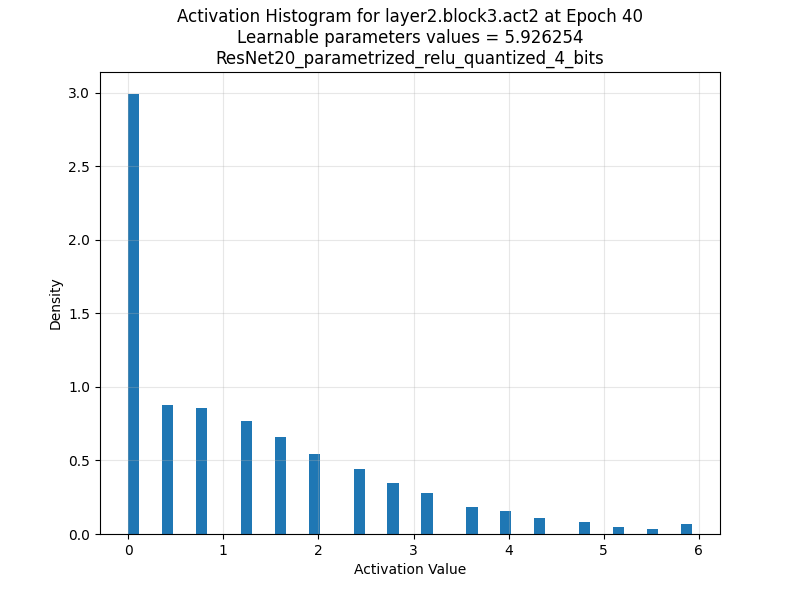 Activation Histogram for layer2.block3.act2 at Epoch 40
Learnable parameters values = 5.926254
ResNet20_parametrized_relu_quantized_4_bits
3.0
2.5
2.0
1.5
1.0
0.5
0.0
Density
0 1 2 3 4 5 6
Activation Value